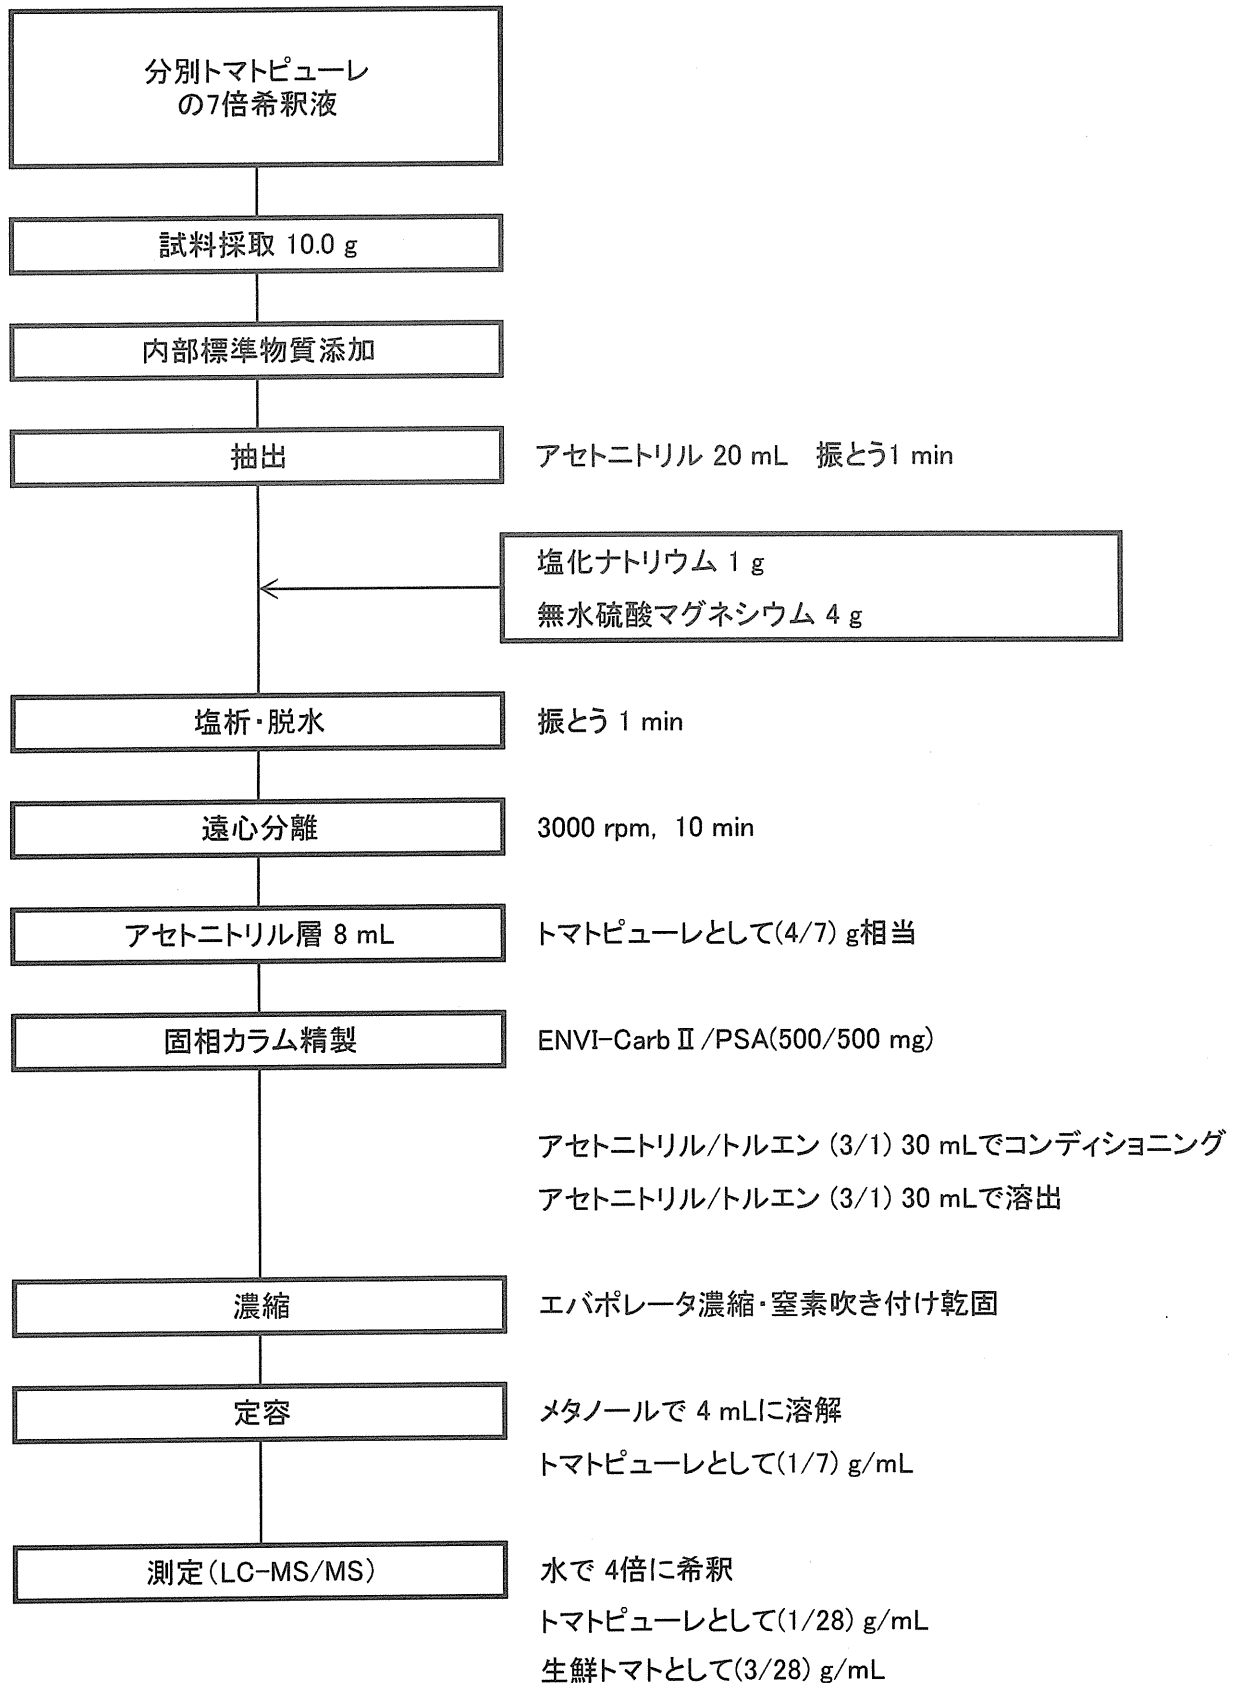 分別トマトピューレ
の7倍希釈液
試料採取 10.0 g
内部標準物質添加
抽出
アセトニトリル 20 mL　振とう1 min
塩化ナトリウム 1 g
無水硫酸マグネシウム 4 g
塩析・脱水
振とう 1 min
遠心分離
3000 rpm, 10 min
アセトニトリル層 8 mL
トマトピューレとして(4/7) g相当
固相カラム精製
ENVI-CarbⅡ/PSA(500/500 mg)
アセトニトリル/トルエン (3/1) 30 mLでコンディショニング
アセトニトリル/トルエン (3/1) 30 mLで溶出
濃縮
エバポレータ濃縮・窒素吹き付け乾固
定容
メタノールで 4 mLに溶解
トマトピューレとして(1/7) g/mL
測定(LC-MS/MS)
水で 4倍に希釈
トマトピューレとして(1/28) g/mL
生鮮トマトとして(3/28) g/mL